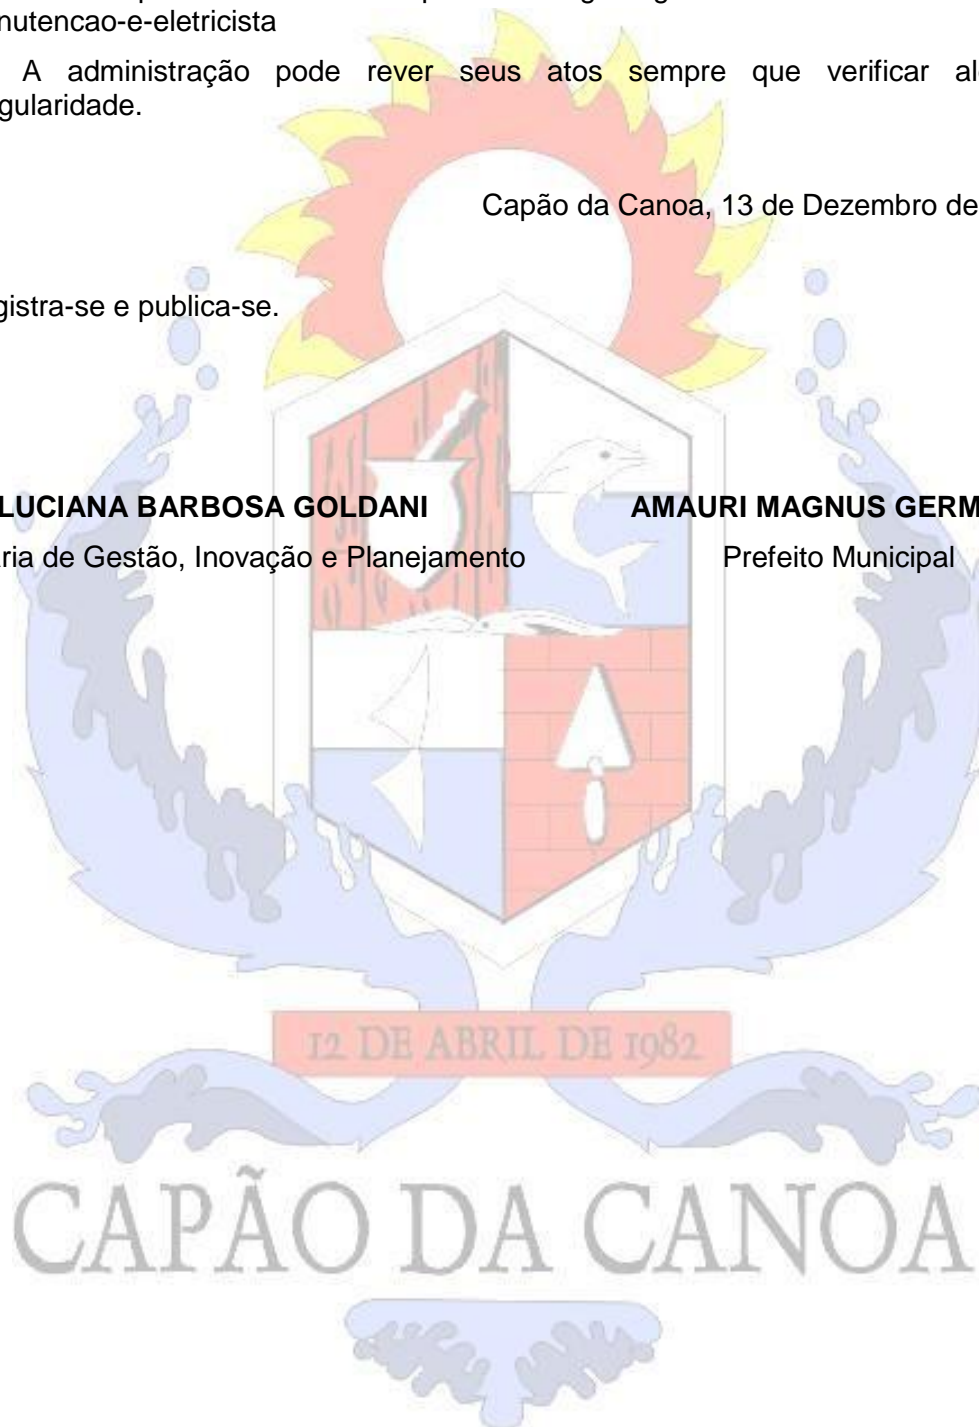 nutencao-e-eletricista
A administração pode rever seus atos sempre que verificar
gularidade.
Capão da Canoa, 13 de Dezembro de
gistra-se e publica-se.
LUCIANA BARBOSA GOLDANI AMAURI MAGNUS GERM
ria de Gestão, Inovação e Planejamento Prefeito Municipal
12 DE ABRIL DE 1982
CAPÃO DA CANOA